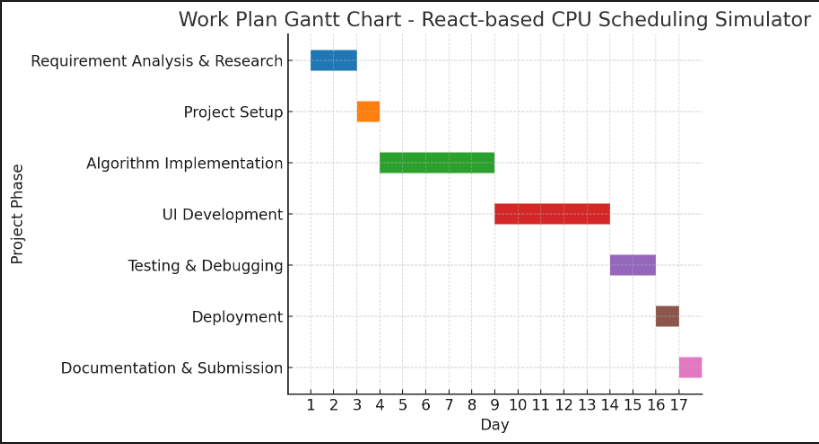 Work Plan Gantt Chart - React-based CPU Scheduling Simulator
Requirement Analysis & Research
Project Setup
Algorithm Implementation
UI Development
Testing & Debugging
Deployment
Documentation & Submission
Project Phase
1 2 3 4 5 6 7 8 9 10 11 12 13 14 15 16 17
Day